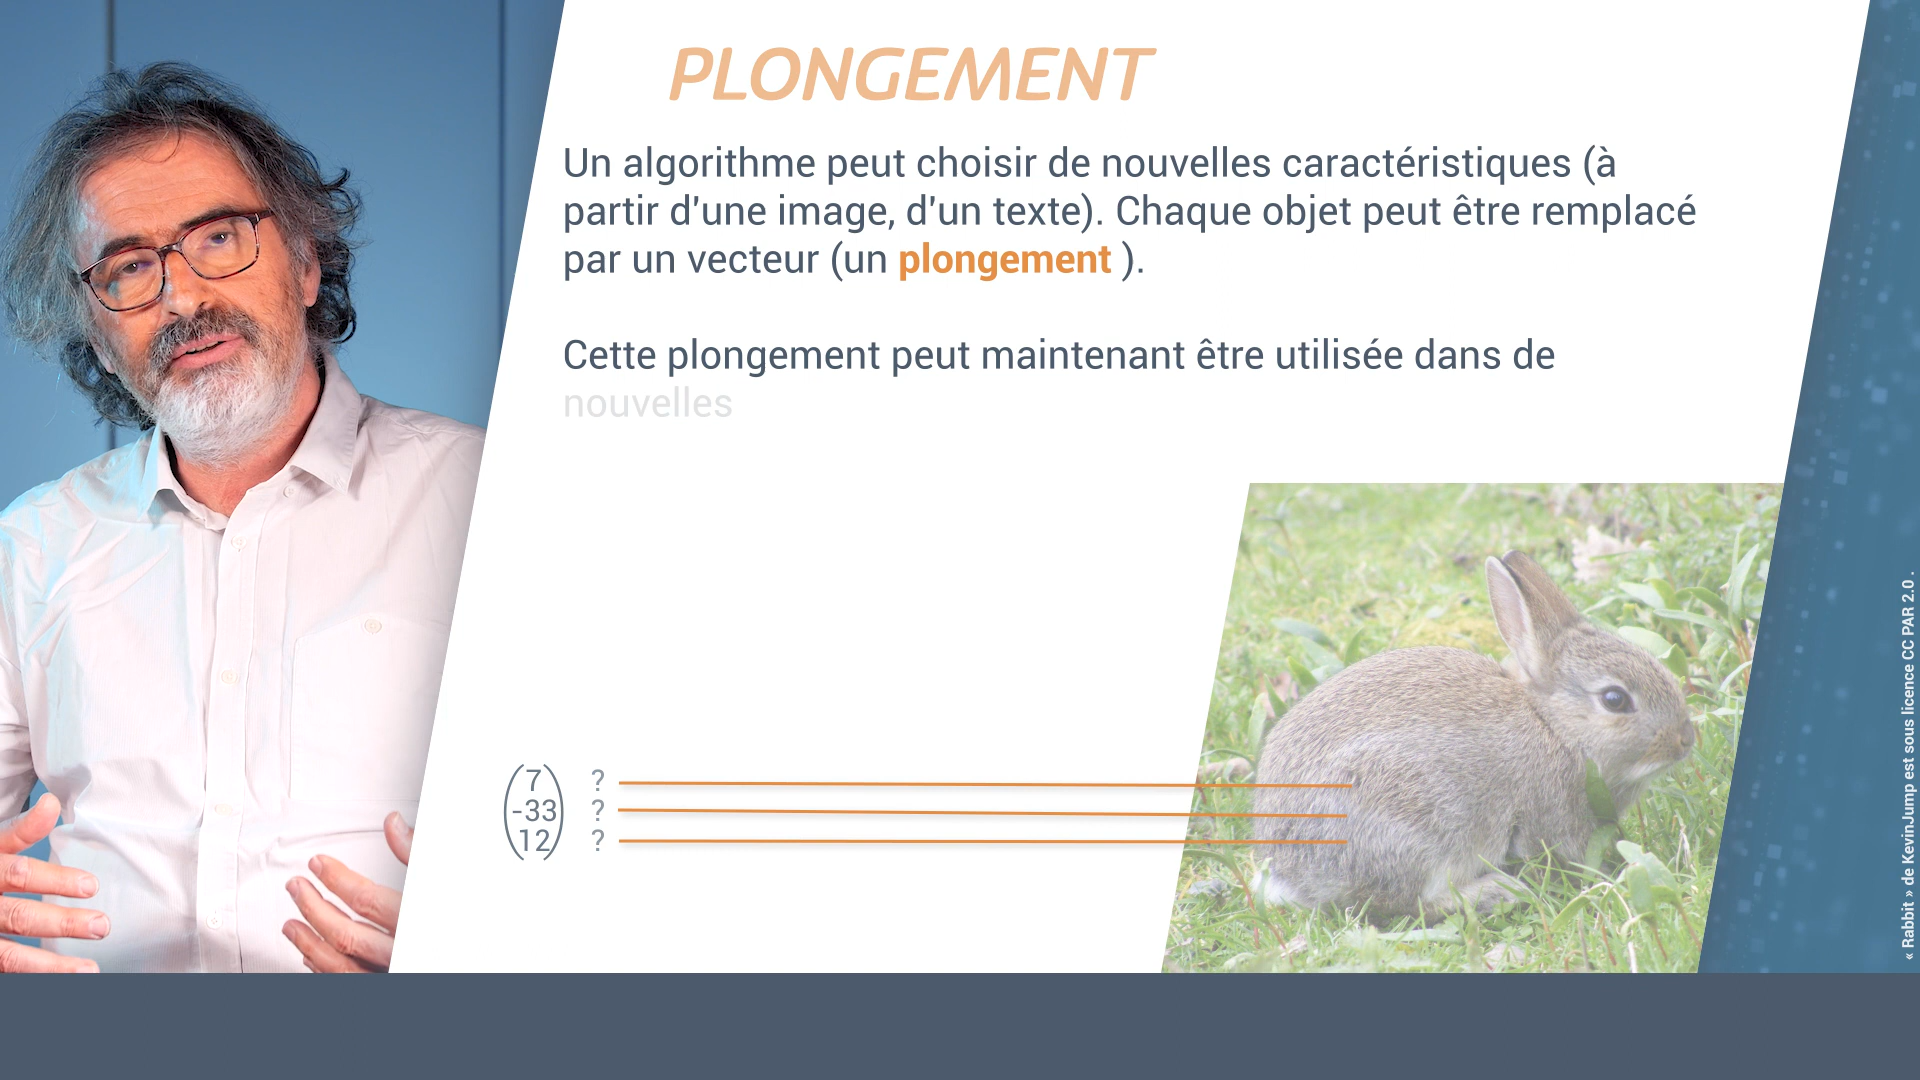 PLONGEMENT
Un algorithme peut choisir de nouvelles caractéristiques (à
partir d'une image, d'un texte). Chaque objet peut être remplacé
par un vecteur (un plongement ).
Cette plongement peut maintenant être utilisée dans de
nouvelles
7 ?
-33 ?
12 ?
« Rabbit » de KevinJump est sous licence CC PAR 2.0 .